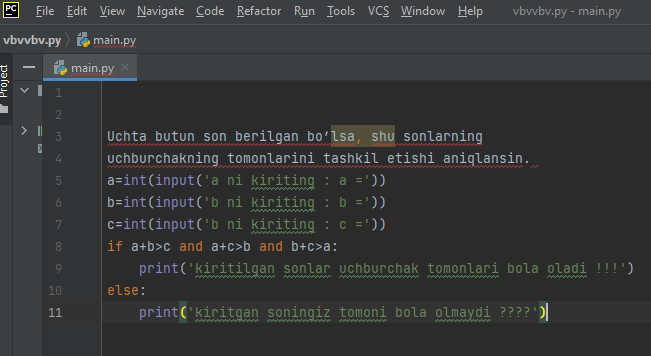 PC File Edit View Navigate Code Refactor Run Tools VCS Window Help vbvvbv.py - main.py
vbvvbv.py main.py
Project
main.py
1
2
3 Uchta butun son berilgan bo‘lsa, shu sonlarning
4 uchburchakning tomonlarini tashkil etishi aniqlansin.
5 a=int(input('a ni kiriting : a ='))
6 b=int(input('b ni kiriting : b ='))
7 c=int(input('b ni kiriting : c ='))
8 if a+b>c and a+c>b and b+c>a:
9 print('kiritilgan sonlar uchburchak tomonlari bola oladi !!!')
10 else:
11 print('kiritgan soningiz tomoni bola olmaydi ????')